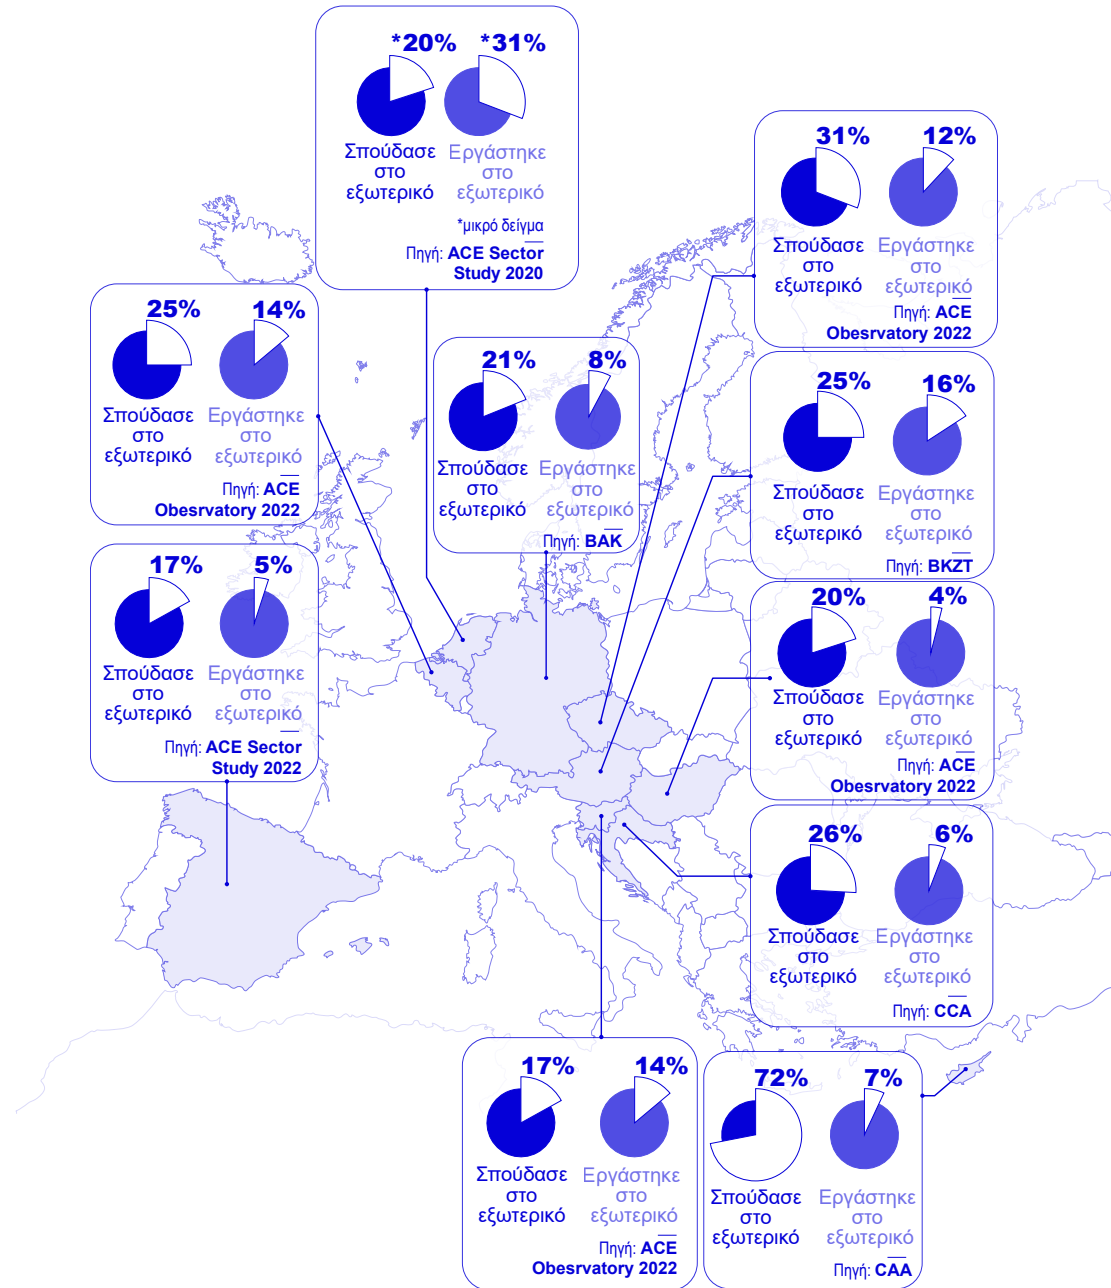 *20%
*31%
Σπούδασε
στο
εξωτερικό
Εργάστηκε
στο
εξωτερικό
*μικρό δείγμα
Πηγή: ACE Sector
Study 2020
31%
12%
Σπούδασε
στο
εξωτερικό
Εργάστηκε
στο
εξωτερικό
Πηγή: ACE
Obesrvatory 2022
25%
14%
Σπούδασε
στο
εξωτερικό
Εργάστηκε
στο
εξωτερικό
Πηγή: ACE
Obesrvatory 2022
21%
8%
Σπούδασε
στο
εξωτερικό
Εργάστηκε
στο
εξωτερικό
Πηγή: BAK
25%
16%
Σπούδασε
στο
εξωτερικό
Εργάστηκε
στο
εξωτερικό
Πηγή: BKZT
17%
5%
Σπούδασε
στο
εξωτερικό
Εργάστηκε
στο
εξωτερικό
Πηγή: ACE Sector
Study 2022
20%
4%
Σπούδασε
στο
εξωτερικό
Εργάστηκε
στο
εξωτερικό
Πηγή: ACE
Obesrvatory 2022
26%
6%
Σπούδασε
στο
εξωτερικό
Εργάστηκε
στο
εξωτερικό
Πηγή: CCA
17%
14%
Σπούδασε
στο
εξωτερικό
Εργάστηκε
στο
εξωτερικό
Πηγή: ACE
Obesrvatory 2022
72%
7%
Σπούδασε
στο
εξωτερικό
Εργάστηκε
στο
εξωτερικό
Πηγή: CAA